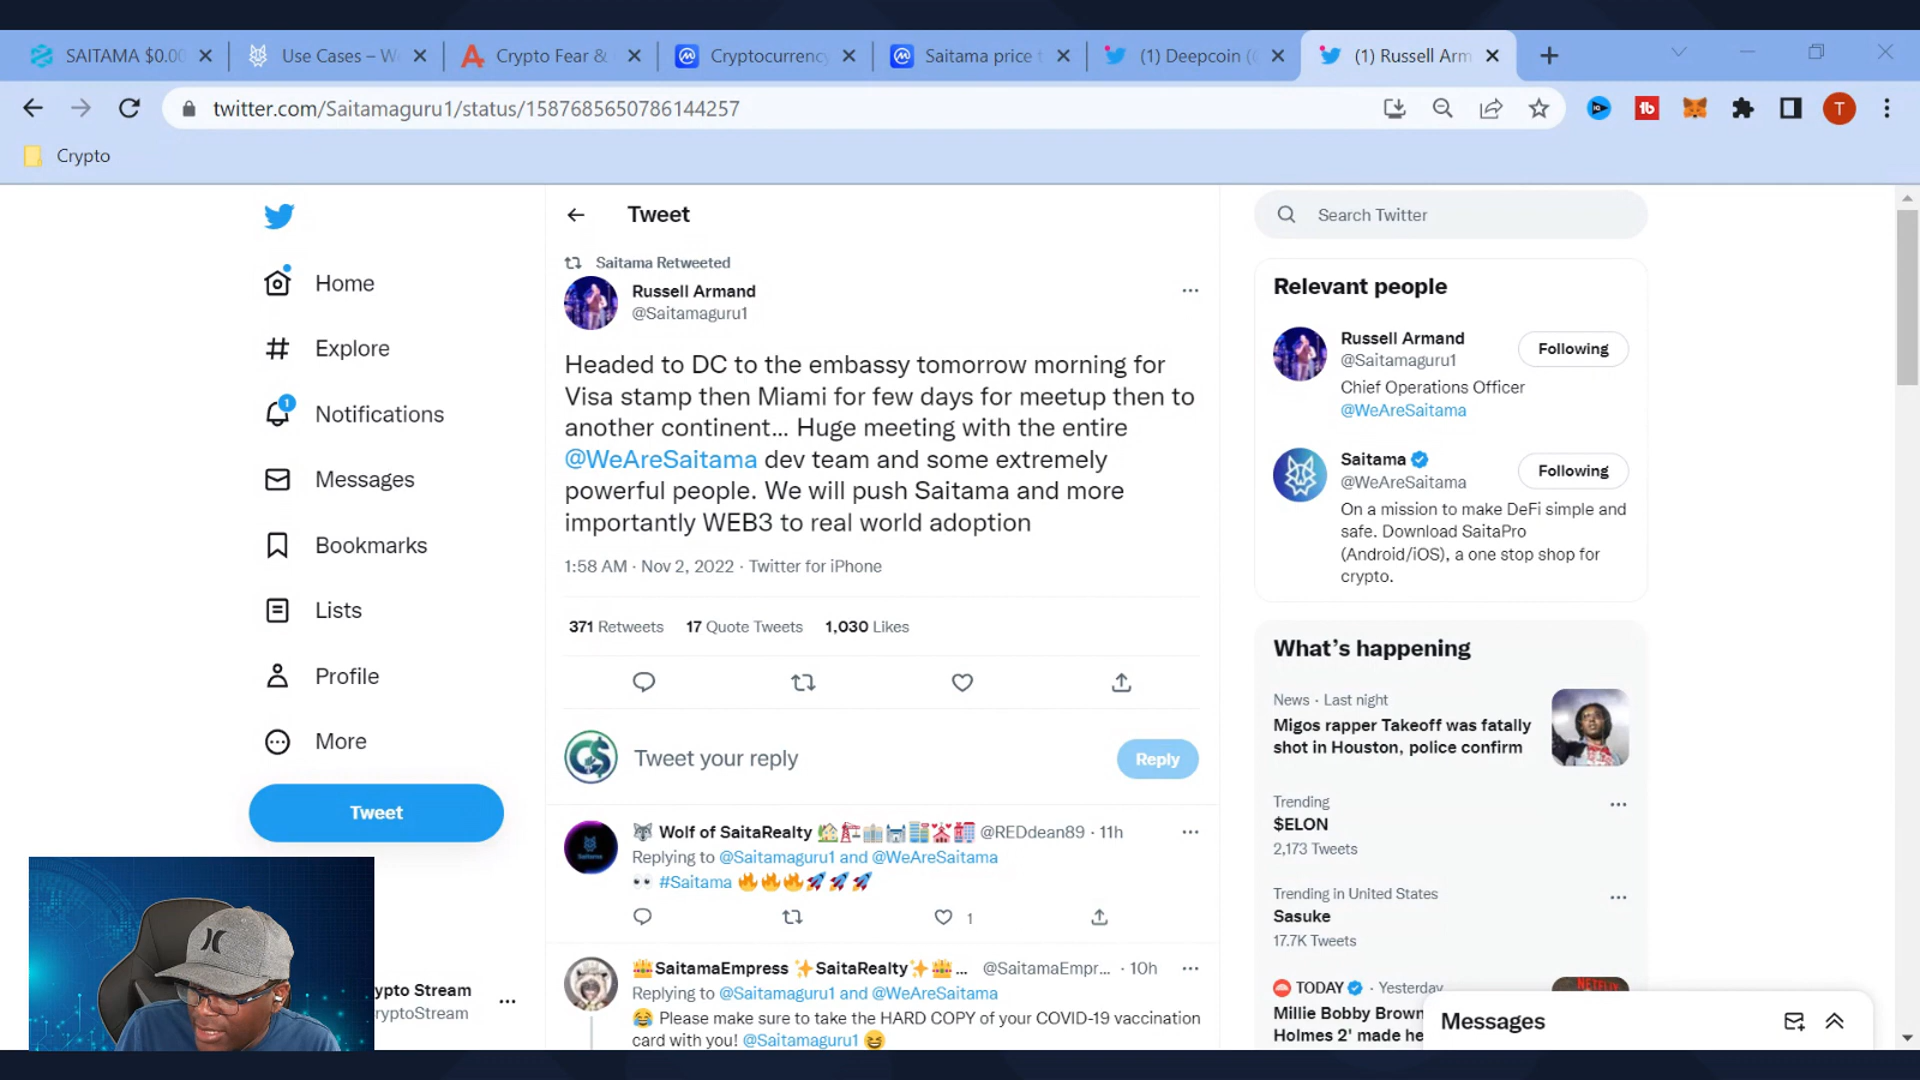 SAITAMA $0.00
Use Cases – W
Crypto Fear &
Cryptocurrency
Saitama price t
(1) Deepcoin (
(1) Russell Arm
twitter.com/Saitamaguru1/status/1587685650786144257
T
Crypto
Home
Explore
1
Notifications
Messages
Bookmarks
Lists
Profile
More
Tweet
ypto Stream
ryptoStream
Tweet
Saitama Retweeted
Russell Armand
@Saitamaguru1
Headed to DC to the embassy tomorrow morning for
Visa stamp then Miami for few days for meetup then to
another continent... Huge meeting with the entire
@WeAreSaitama dev team and some extremely
powerful people. We will push Saitama and more
importantly WEB3 to real world adoption
1:58 AM · Nov 2, 2022 · Twitter for iPhone
371 Retweets 17 Quote Tweets 1,030 Likes
Tweet your reply
Reply
Wolf of SaitaRealty @REDdean89 · 11h
Replying to @Saitamaguru1 and @WeAreSaitama
👀 #Saitama 🔥🔥🔥🚀🚀🚀
1
👑SaitamaEmpress ✨SaitaRealty✨👑... @SaitamaEmpr... · 10h
Replying to @Saitamaguru1 and @WeAreSaitama
😂 Please make sure to take the HARD COPY of your COVID-19 vaccination
card with you! @Saitamaguru1 😆
Search Twitter
Relevant people
Russell Armand
@Saitamaguru1
Following
Chief Operations Officer
@WeAreSaitama
Saitama
@WeAreSaitama
Following
On a mission to make DeFi simple and
safe. Download SaitaPro
(Android/iOS), a one stop shop for
crypto.
What's happening
News · Last night
Migos rapper Takeoff was fatally
shot in Houston, police confirm
Trending
$ELON
2,173 Tweets
Trending in United States
Sasuke
17.7K Tweets
TODAY · Yesterday
Millie Bobby Brown
Holmes 2' made he
NETFLIX
Messages